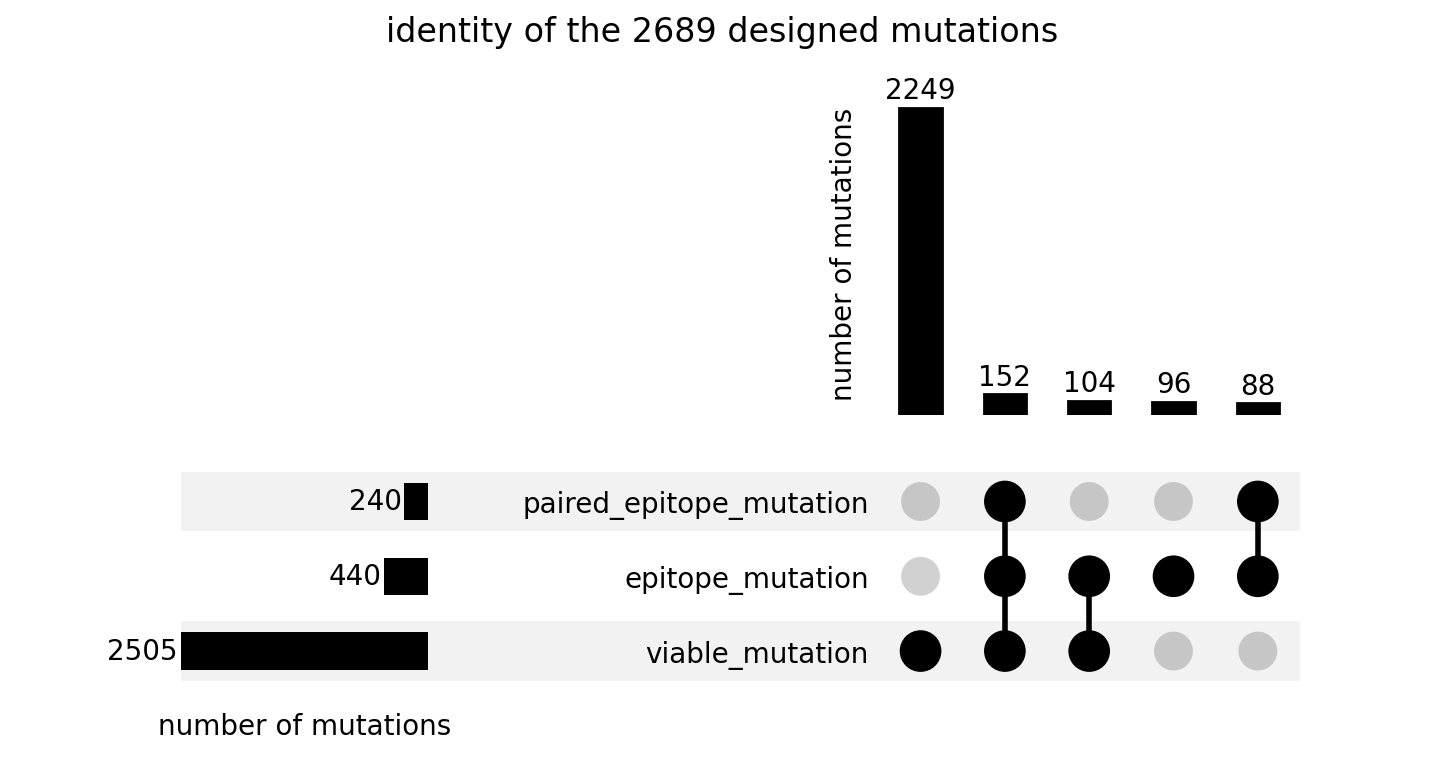 identity of the 2689 designed mutations
2249
number of mutations
152
104
96
88
240
paired_epitope_mutation
440
epitope_mutation
2505
viable_mutation
number of mutations